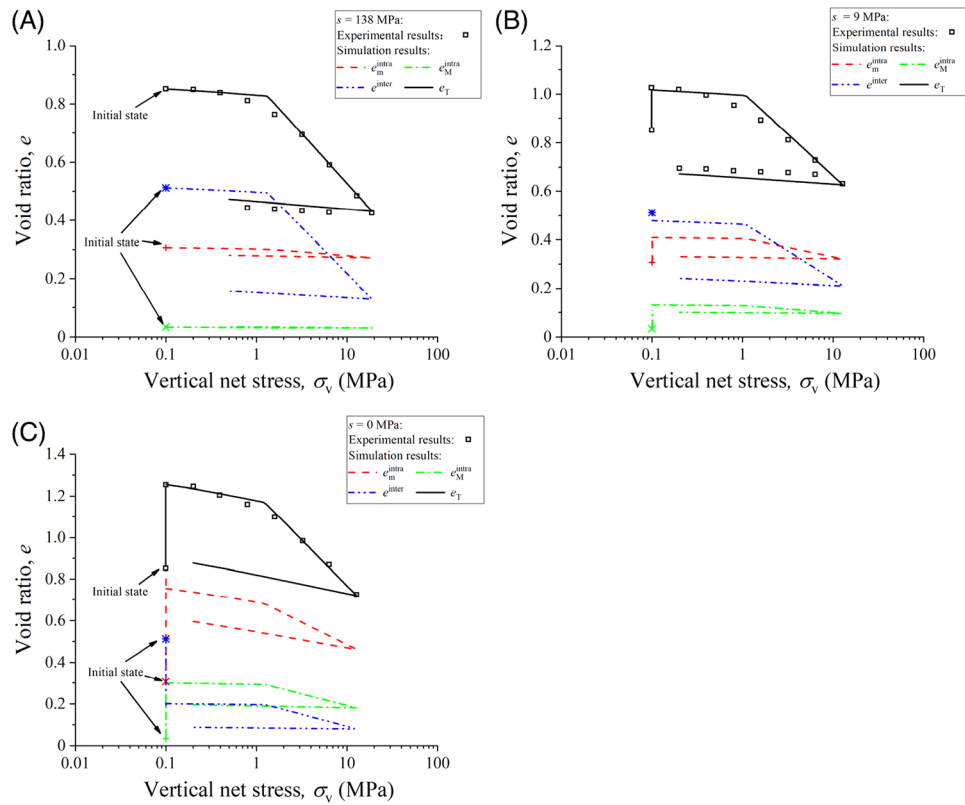 (A)
s = 138 MPa:
Experimental results:
Simulation results:
e_m^intra e_M^intra
e^inter e_T
1.0
0.8
0.6
0.4
0.2
0
Void ratio, e
Initial state
Initial state
0.01 0.1 1 10 100
Vertical net stress, σ_v (MPa)
(B)
s = 9 MPa:
Experimental results:
Simulation results:
e_m^intra e_M^intra
e^inter e_T
1.2
1.0
0.8
0.6
0.4
0.2
0
Void ratio, e
0.01 0.1 1 10 100
Vertical net stress, σ_v (MPa)
(C)
s = 0 MPa:
Experimental results:
Simulation results:
e_m^intra e_M^intra
e^inter e_T
1.4
1.2
1.0
0.8
0.6
0.4
0.2
0
Void ratio, e
Initial state
Initial state
0.01 0.1 1 10 100
Vertical net stress, σ_v (MPa)